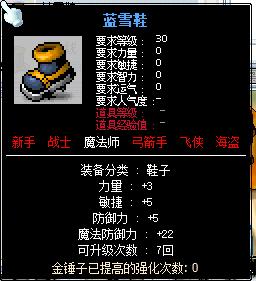 蓝雪鞋
要求等级： 30
要求力量： -
要求敏捷： -
要求智力： -
要求运气： -
要求人气度： -
道具等级： -
道具经验值： -
新手 战士 魔法师 弓箭手 飞侠 海盗
装备分类： 鞋子
力量： +3
敏捷： +5
防御力： +5
魔法防御力： +22
可升级次数： 7回
金锤子已提高的强化次数: 0